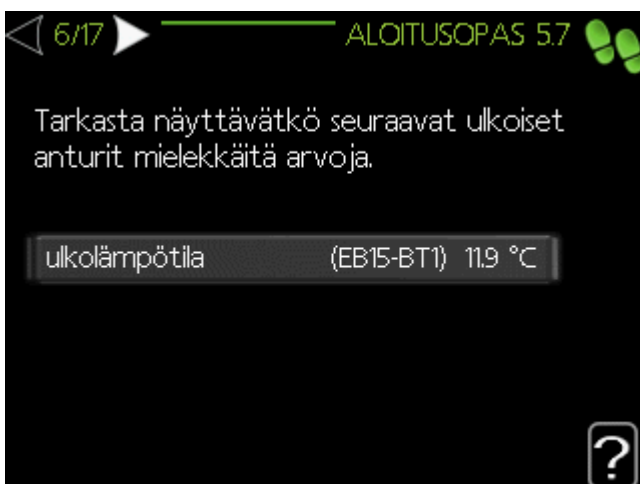 6/17 ALOITUSOPAS 5.7
Tarkasta näyttävätkö seuraavat ulkoiset
anturit mielekkäitä arvoja.
ulkolämpötila (EB15-BT1) 11.9 °C
?